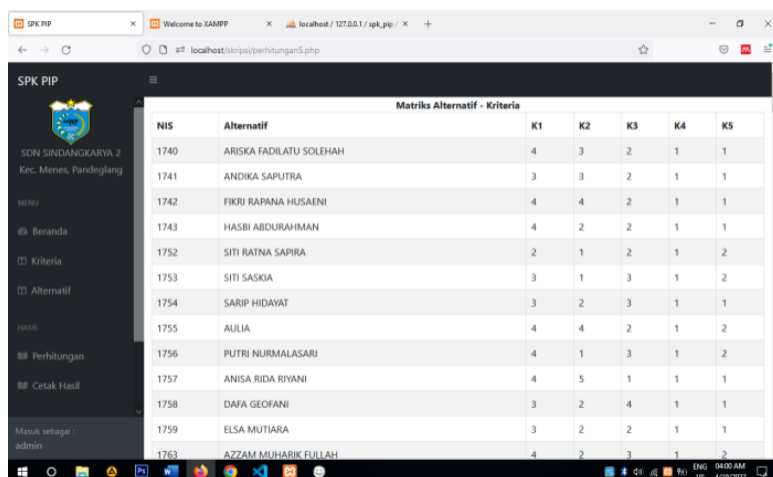 SPK PIP
Welcome to XAMPP
localhost / 127.0.0.1 / spk_pip /
localhost/skripsi/perhitungan5.php
SPK PIP
SDN SINDANGKARYA 2
Kec. Menes, Pandeglang
MENU
Beranda
Kriteria
Alternatif
HASIL
Perhitungan
Cetak Hasil
Masuk sebagai :
admin
Matriks Alternatif - Kriteria
NIS Alternatif K1 K2 K3 K4 K5
1740 ARISKA FADILATU SOLEHAH 4 3 2 1 1
1741 ANDIKA SAPUTRA 3 3 2 1 1
1742 FIKRI RAPANA HUSAENI 4 4 2 1 1
1743 HASBI ABDURAHMAN 4 2 2 1 1
1752 SITI RATNA SAPIRA 2 1 2 1 2
1753 SITI SASKIA 3 1 3 1 2
1754 SARIP HIDAYAT 3 2 3 1 1
1755 AULIA 4 4 2 1 2
1756 PUTRI NURMALASARI 4 1 3 1 2
1757 ANISA RIDA RIYANI 4 5 1 1 1
1758 DAFA GEOFANI 3 2 4 1 1
1759 ELSA MUTIARA 3 2 2 1 1
1763 AZZAM MUHARIK FULLAH 4 2 3 1 2
ENG 04:00 AM
US